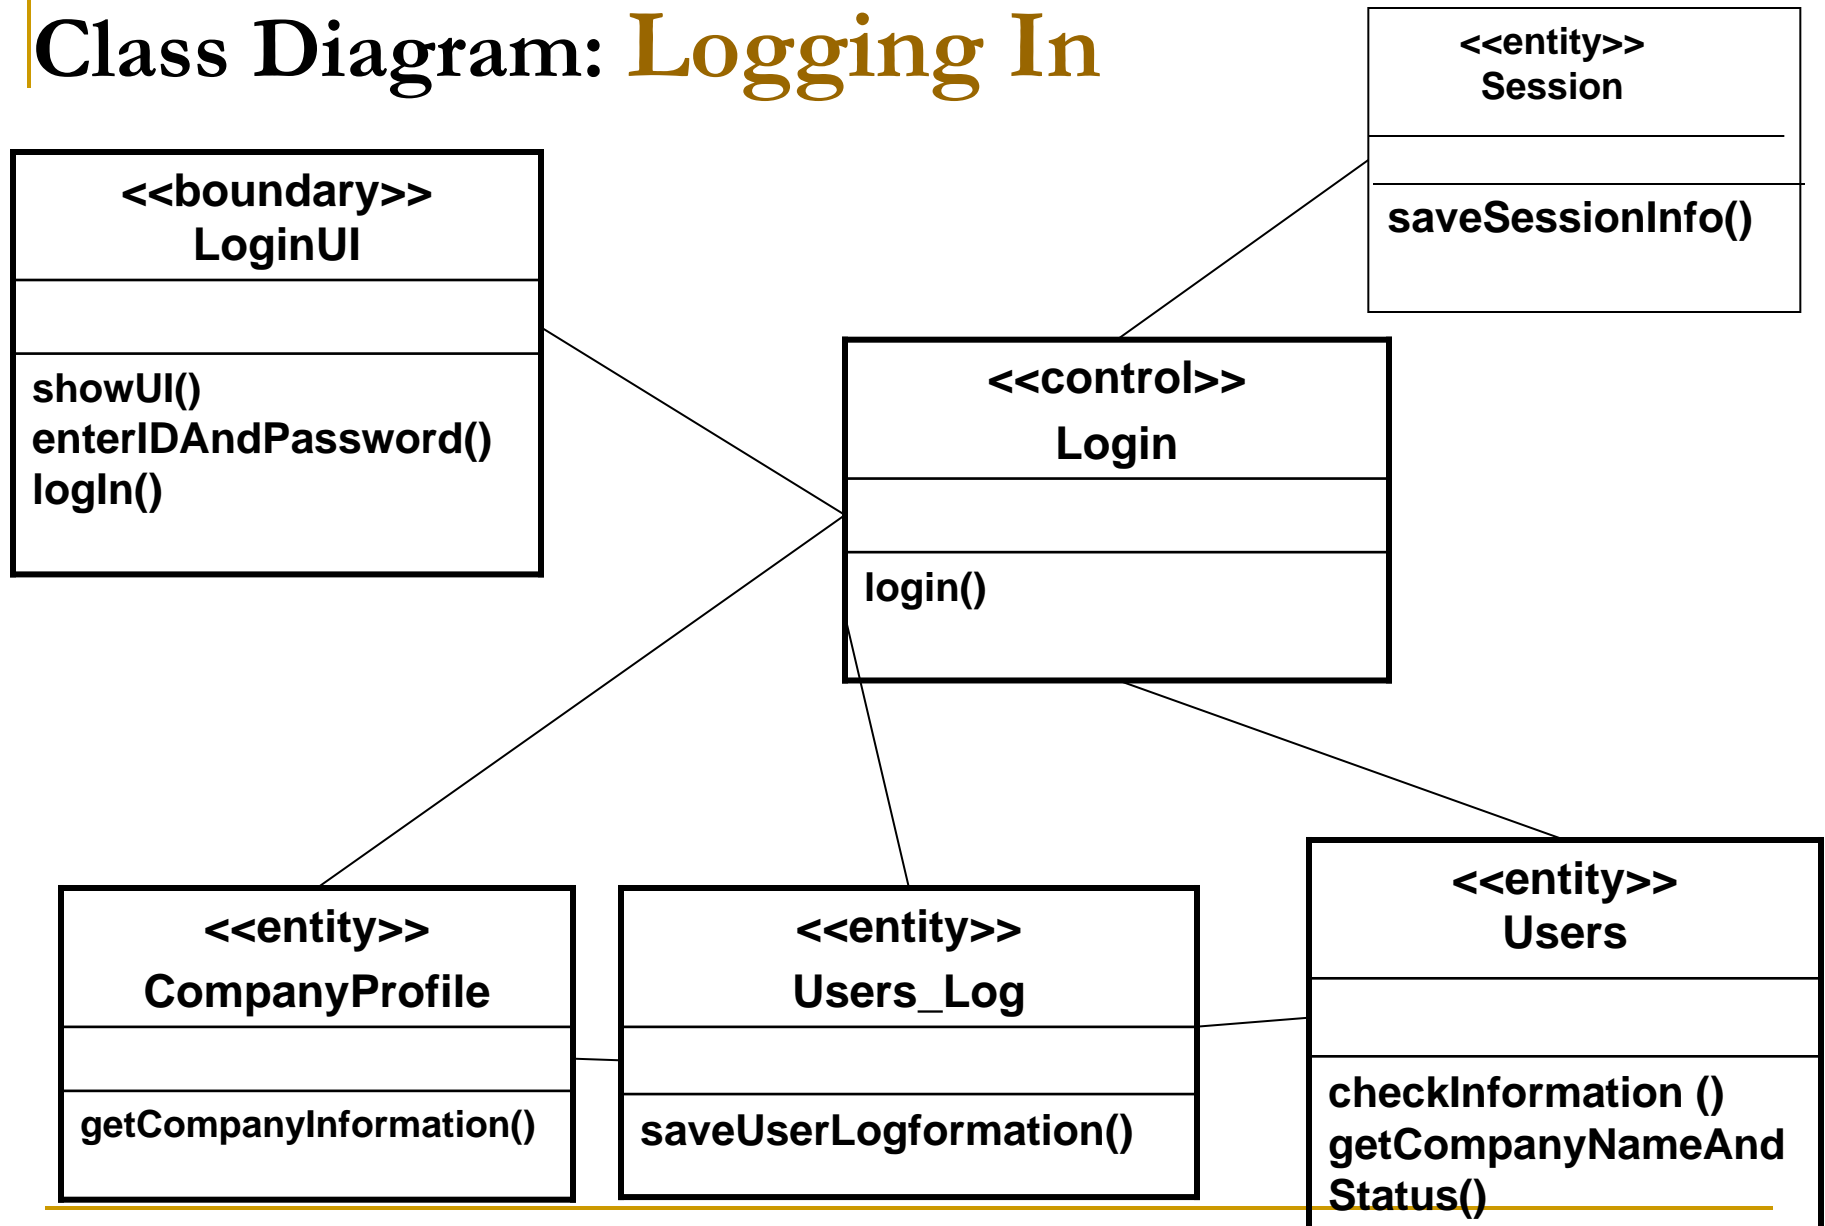 Class Diagram: Logging In
<<entity>>
Session
saveSessionInfo()
<<boundary>>
LoginUI
showUI()
enterIDAndPassword()
logIn()
<<control>>
Login
login()
<<entity>>
CompanyProfile
getCompanyInformation()
<<entity>>
Users_Log
saveUserLogformation()
<<entity>>
Users
checkInformation ()
getCompanyNameAnd
Status()